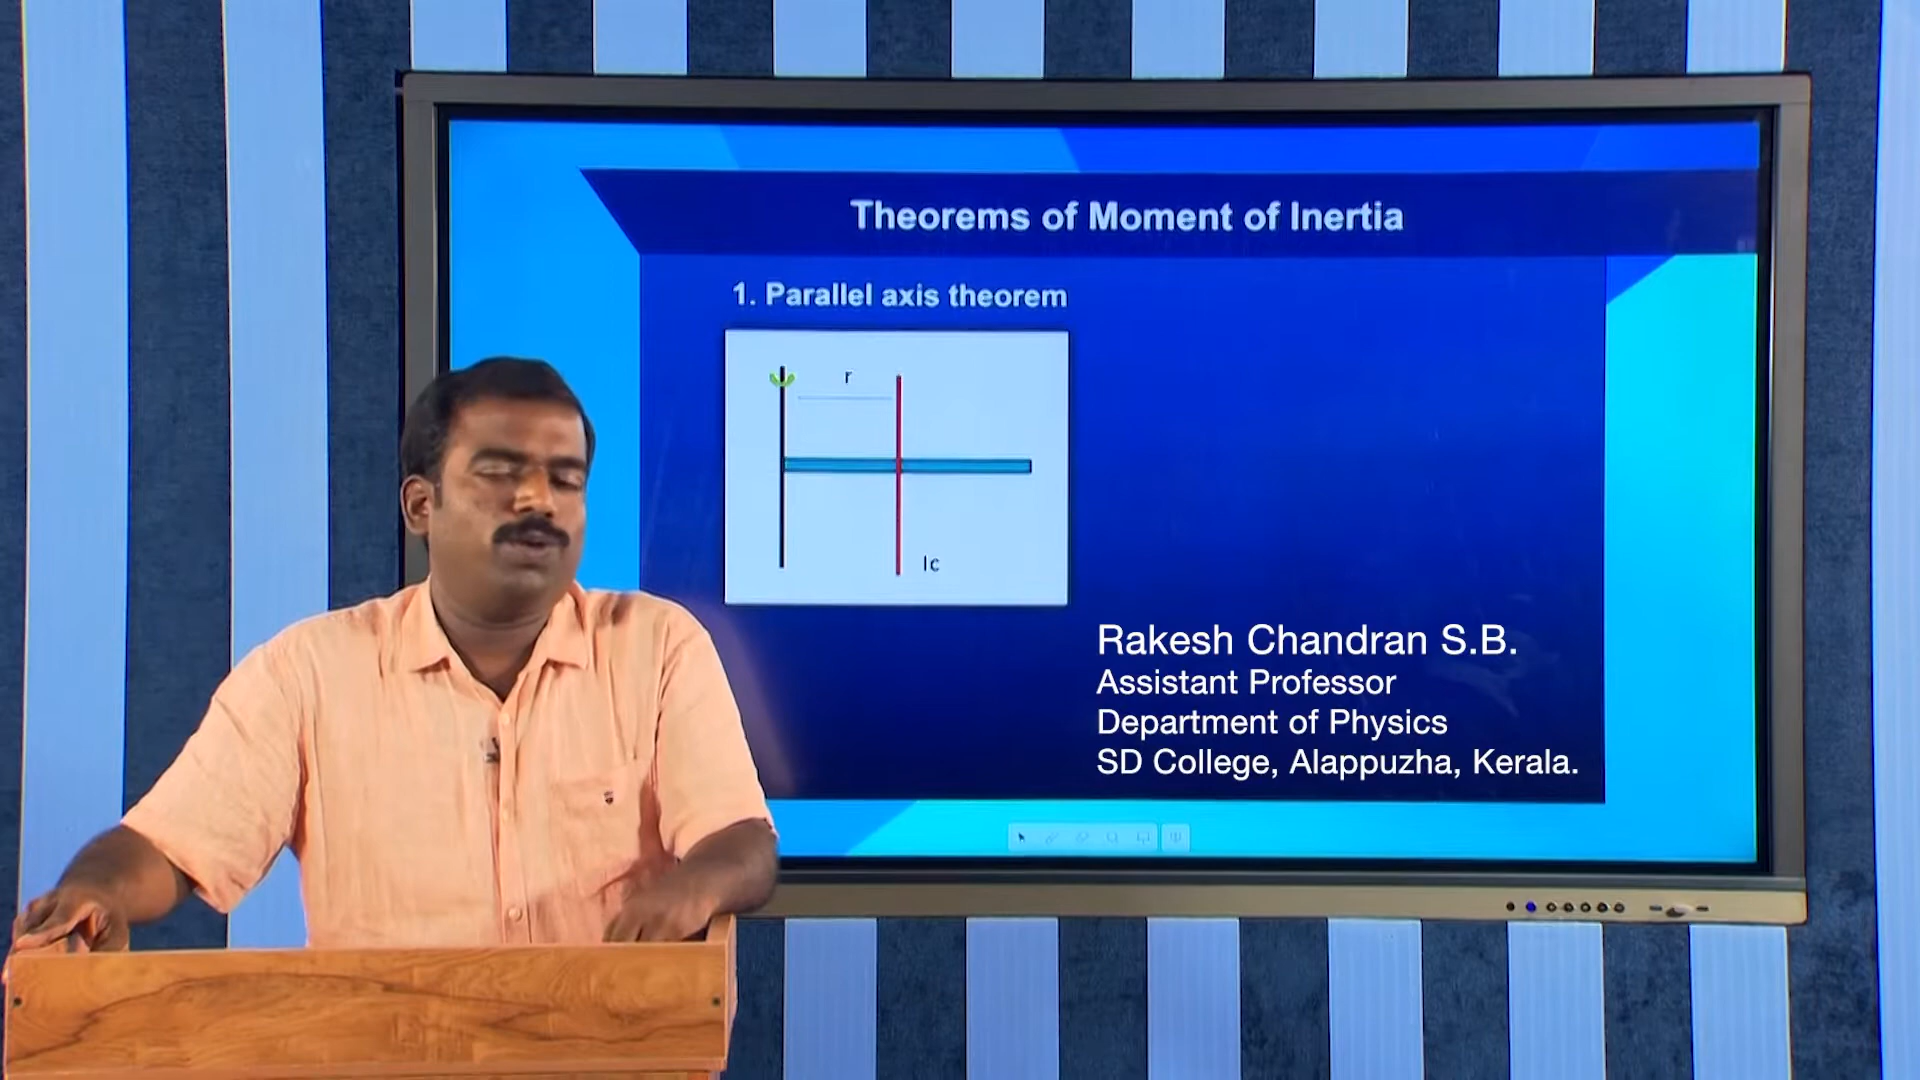 Theorems of Moment of Inertia
1. Parallel axis theorem
r
Ic
Rakesh Chandran S.B.
Assistant Professor
Department of Physics
SD College, Alappuzha, Kerala.